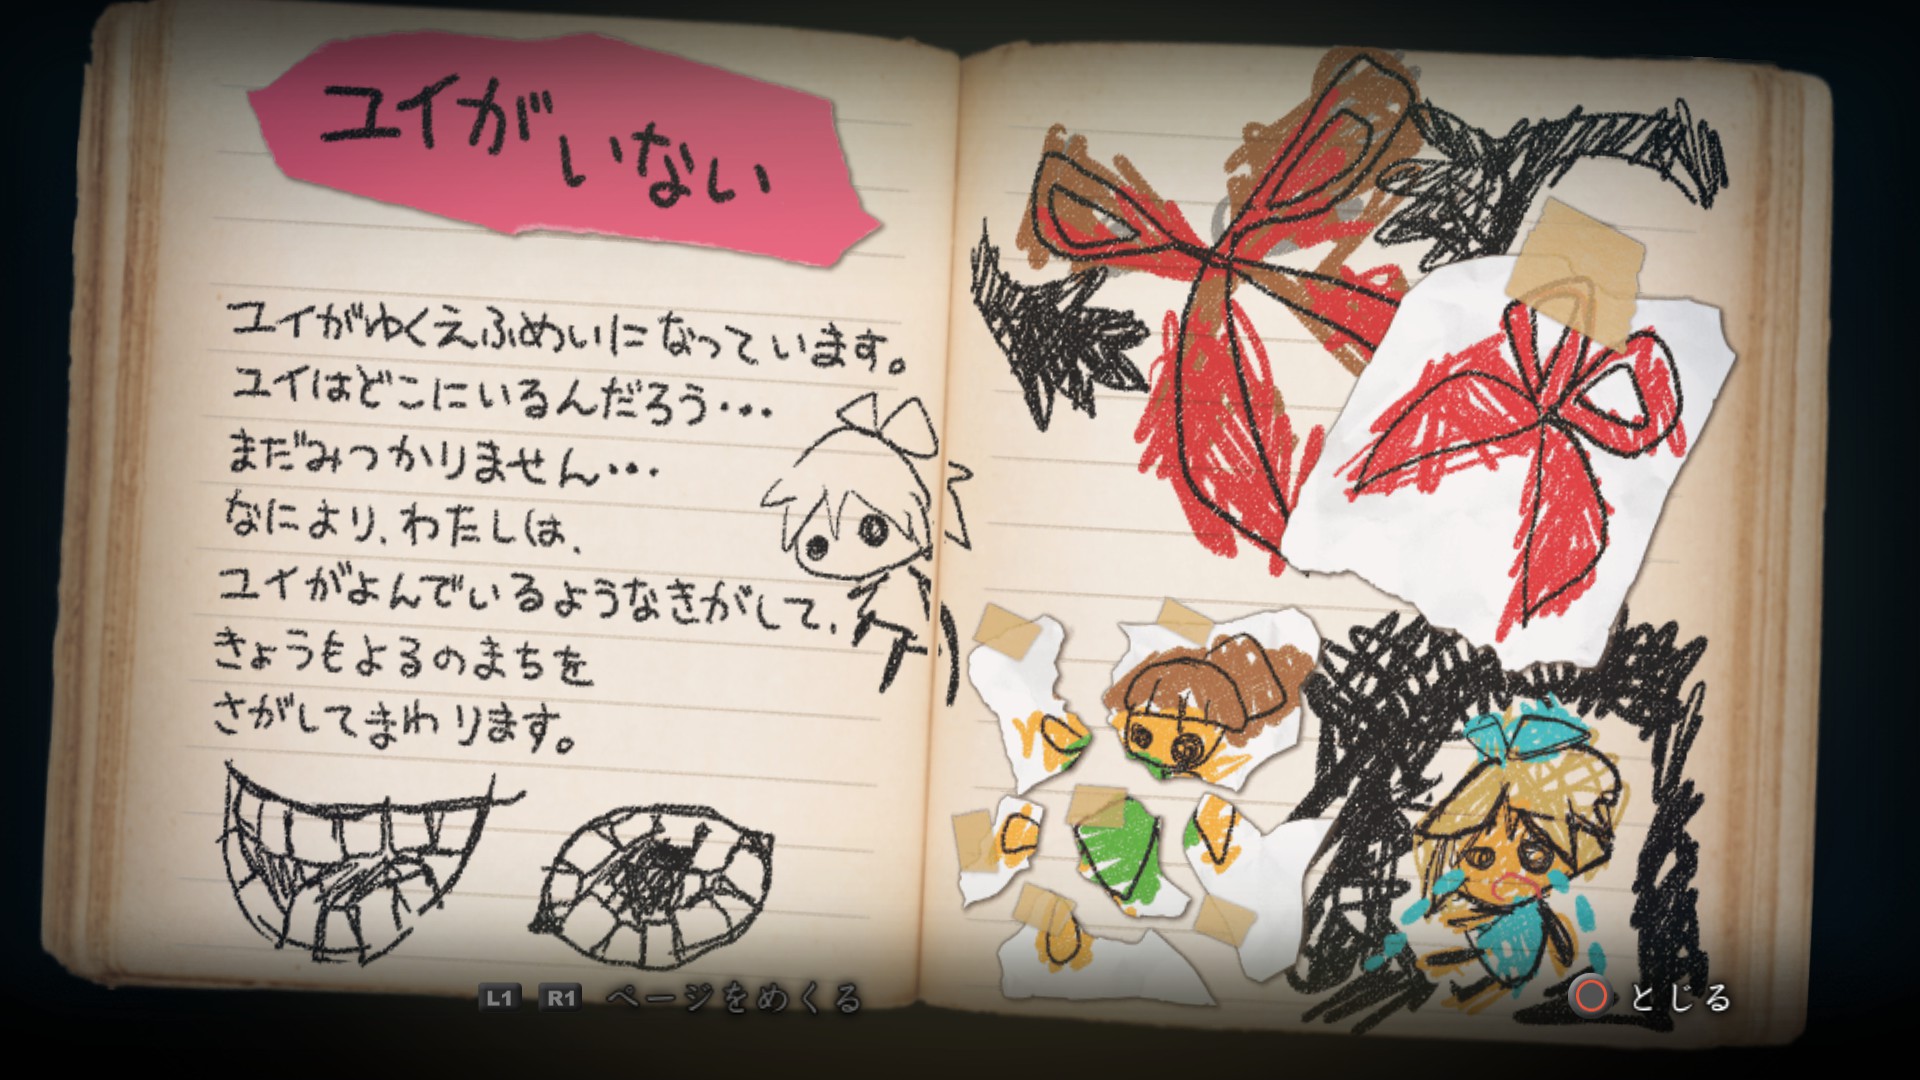 ユイがいない
ユイがゆくえふめいになっています。
ユイはどこにいるんだろう・・・
まだみつかりません・・・
なにより、わたしは、
ユイがよんでいるようなきがして、
きょうもよるのまちを
さがしてまわります。
L1 R1 ページをめくる
とじる